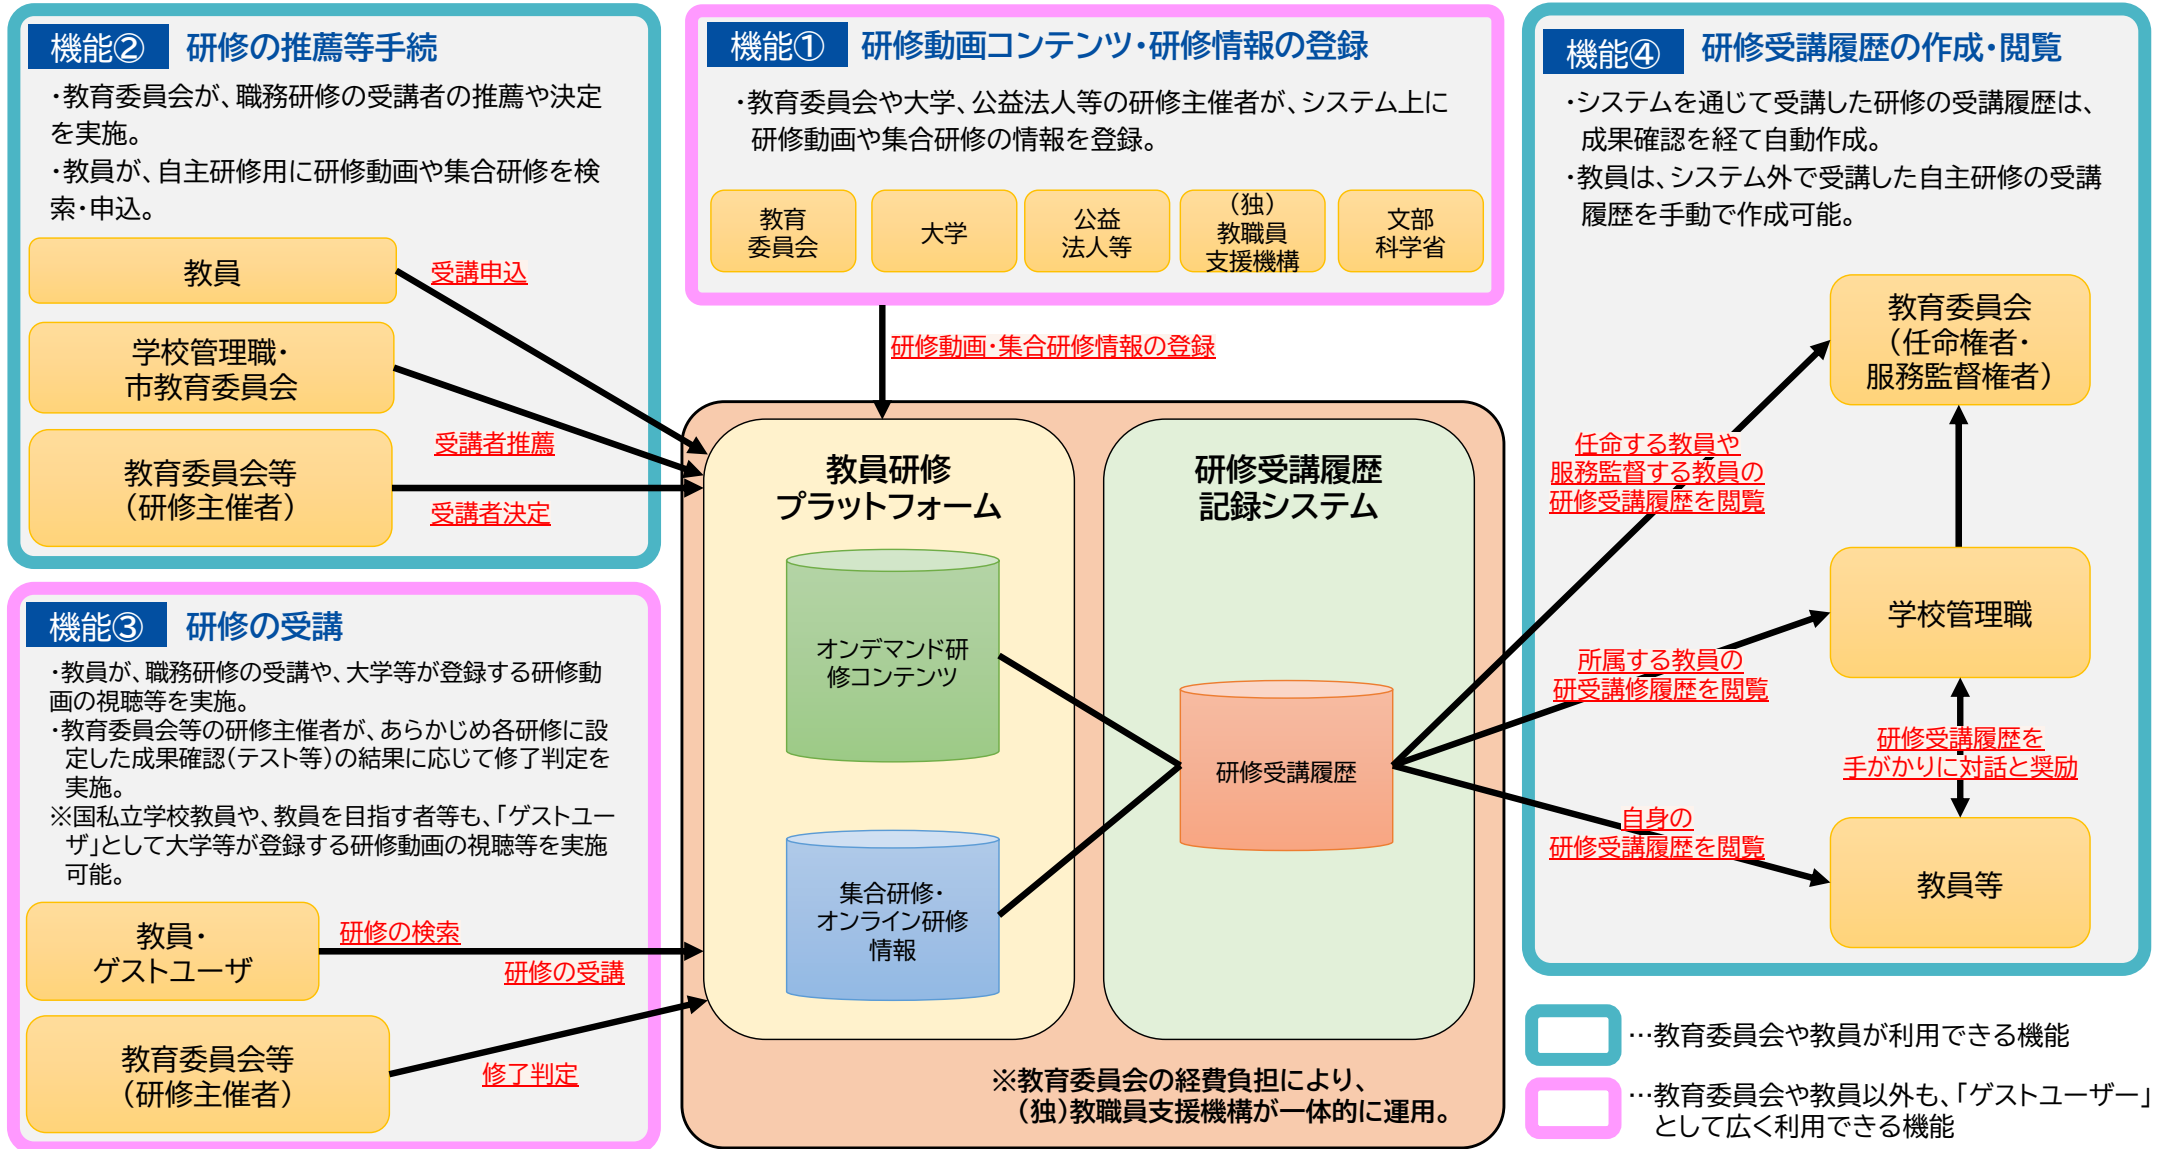 機能② 研修の推薦等手続
・教育委員会が、職務研修の受講者の推薦や決定
を実施。
・教員が、自主研修用に研修動画や集合研修を検
索・申込。
教員
受講申込
学校管理職・
市教育委員会
受講者推薦
教育委員会等
（研修主催者）
受講者決定
機能① 研修動画コンテンツ・研修情報の登録
・教育委員会や大学、公益法人等の研修主催者が、システム上に
研修動画や集合研修の情報を登録。
教育
委員会
大学
公益
法人等
（独）
教職員
支援機構
文部
科学省
研修動画・集合研修情報の登録
機能③ 研修の受講
・教員が、職務研修の受講や、大学等が登録する研修動
画の視聴等を実施。
・教育委員会等の研修主催者が、あらかじめ各研修に設
定した成果確認（テスト等）の結果に応じて修了判定を
実施。
※国私立学校教員や、教員を目指す者等も、「ゲストユー
ザ」として大学等が登録する研修動画の視聴等を実施
可能。
教員・
ゲストユーザ
研修の検索
研修の受講
教育委員会等
（研修主催者）
修了判定
教員研修
プラットフォーム
オンデマンド研
修コンテンツ
集合研修・
オンライン研修
情報
研修受講履歴
記録システム
研修受講履歴
※教育委員会の経費負担により、
（独）教職員支援機構が一体的に運用。
機能④ 研修受講履歴の作成・閲覧
・システムを通じて受講した研修の受講履歴は、
成果確認を経て自動作成。
・教員は、システム外で受講した自主研修の受講
履歴を手動で作成可能。
教育委員会
（任命権者・
服務監督権者）
任命する教員や
服務監督する教員の
研修受講履歴を閲覧
学校管理職
所属する教員の
研受講修履歴を閲覧
研修受講履歴を
手がかりに対話と奨励
自身の
研修受講履歴を閲覧
教員等
…教育委員会や教員が利用できる機能
…教育委員会や教員以外も、「ゲストユーザー」
として広く利用できる機能